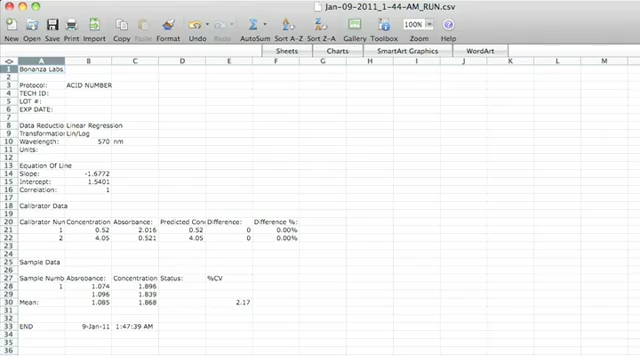 Jan-09-2011_1-44-AM_RUN.csv
New Open Save Print Import Copy Paste Format Undo Redo AutoSum Sort A-Z Sort Z-A Gallery Toolbox 100% Zoom Help
Sheets Charts SmartArt Graphics WordArt
A B C D E F G H I J K L M
1 Bonanza Labs
2
3 Protocol: ACID NUMBER
4 TECH ID:
5 LOT #:
6 EXP DATE:
7
8 Data Reductio Linear Regression
9 Transformatio Lin/Log
10 Wavelength: 570 nm
11 Units:
12
13 Equation Of Line
14 Slope: -1.6772
15 Intercept: 1.5401
16 Correlation: 1
17
18 Calibrator Data
19
20 Calibrator Nun Concentration Absorbance: Predicted Conc Difference: Difference %:
21 1 0.52 2.016 0.52 0 0.00%
22 2 4.05 0.521 4.05 0 0.00%
23
24
25 Sample Data
26
27 Sample Numb Absrobance: Concentration Status: %CV
28 1 1.074 1.896
29 1.096 1.839
30 Mean: 1.085 1.868 2.17
31
32
33 END 9-Jan-11 1:47:39 AM
34
35
36